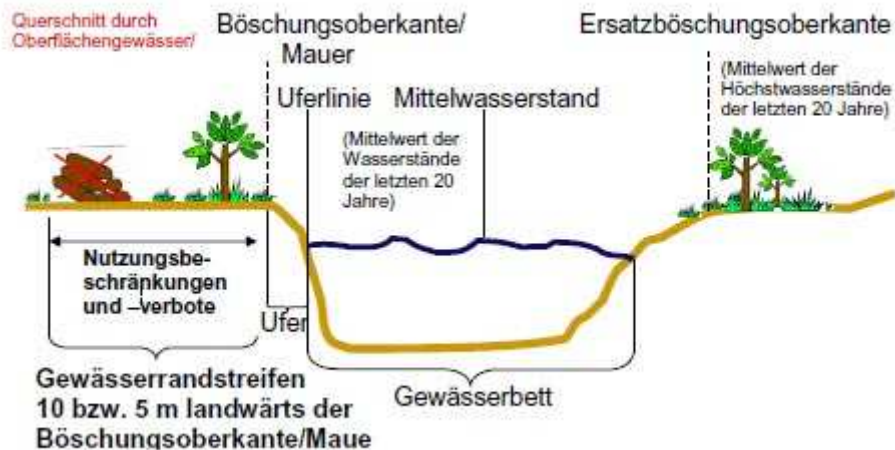 Querschnitt durch
Oberflächengewässer/
Böschungsoberkante/
Mauer
Ersatzböschungsoberkante
(Mittelwert der
Höchstwasserstände
der letzten 20 Jahre)
Uferlinie
Mittelwasserstand
(Mittelwert der
Wasserstände
der letzten 20
Jahre)
Nutzungsbe-
schränkungen
und –verbote
Ufer
Gewässerrandstreifen
10 bzw. 5 m landwärts der
Böschungsoberkante/Maue
Gewässerbett